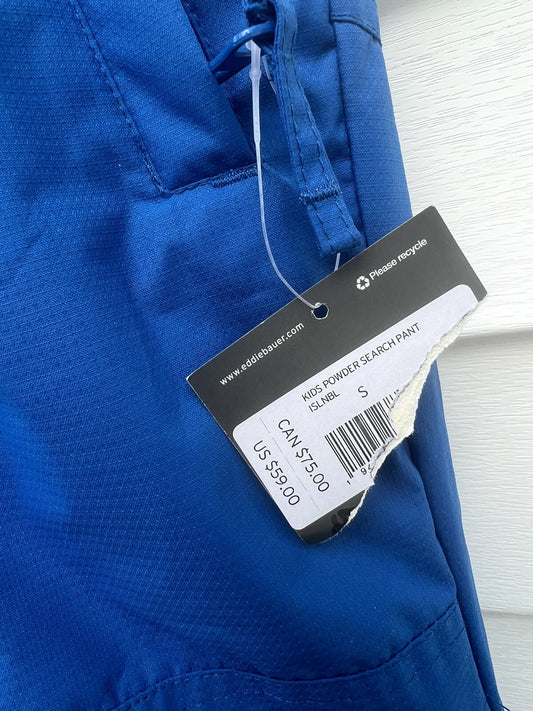 Please recycle
www.eddiebauer.com
KIDS POWDER SEARCH PANT
ISLNBL S
CAN $75.00
US $59.00